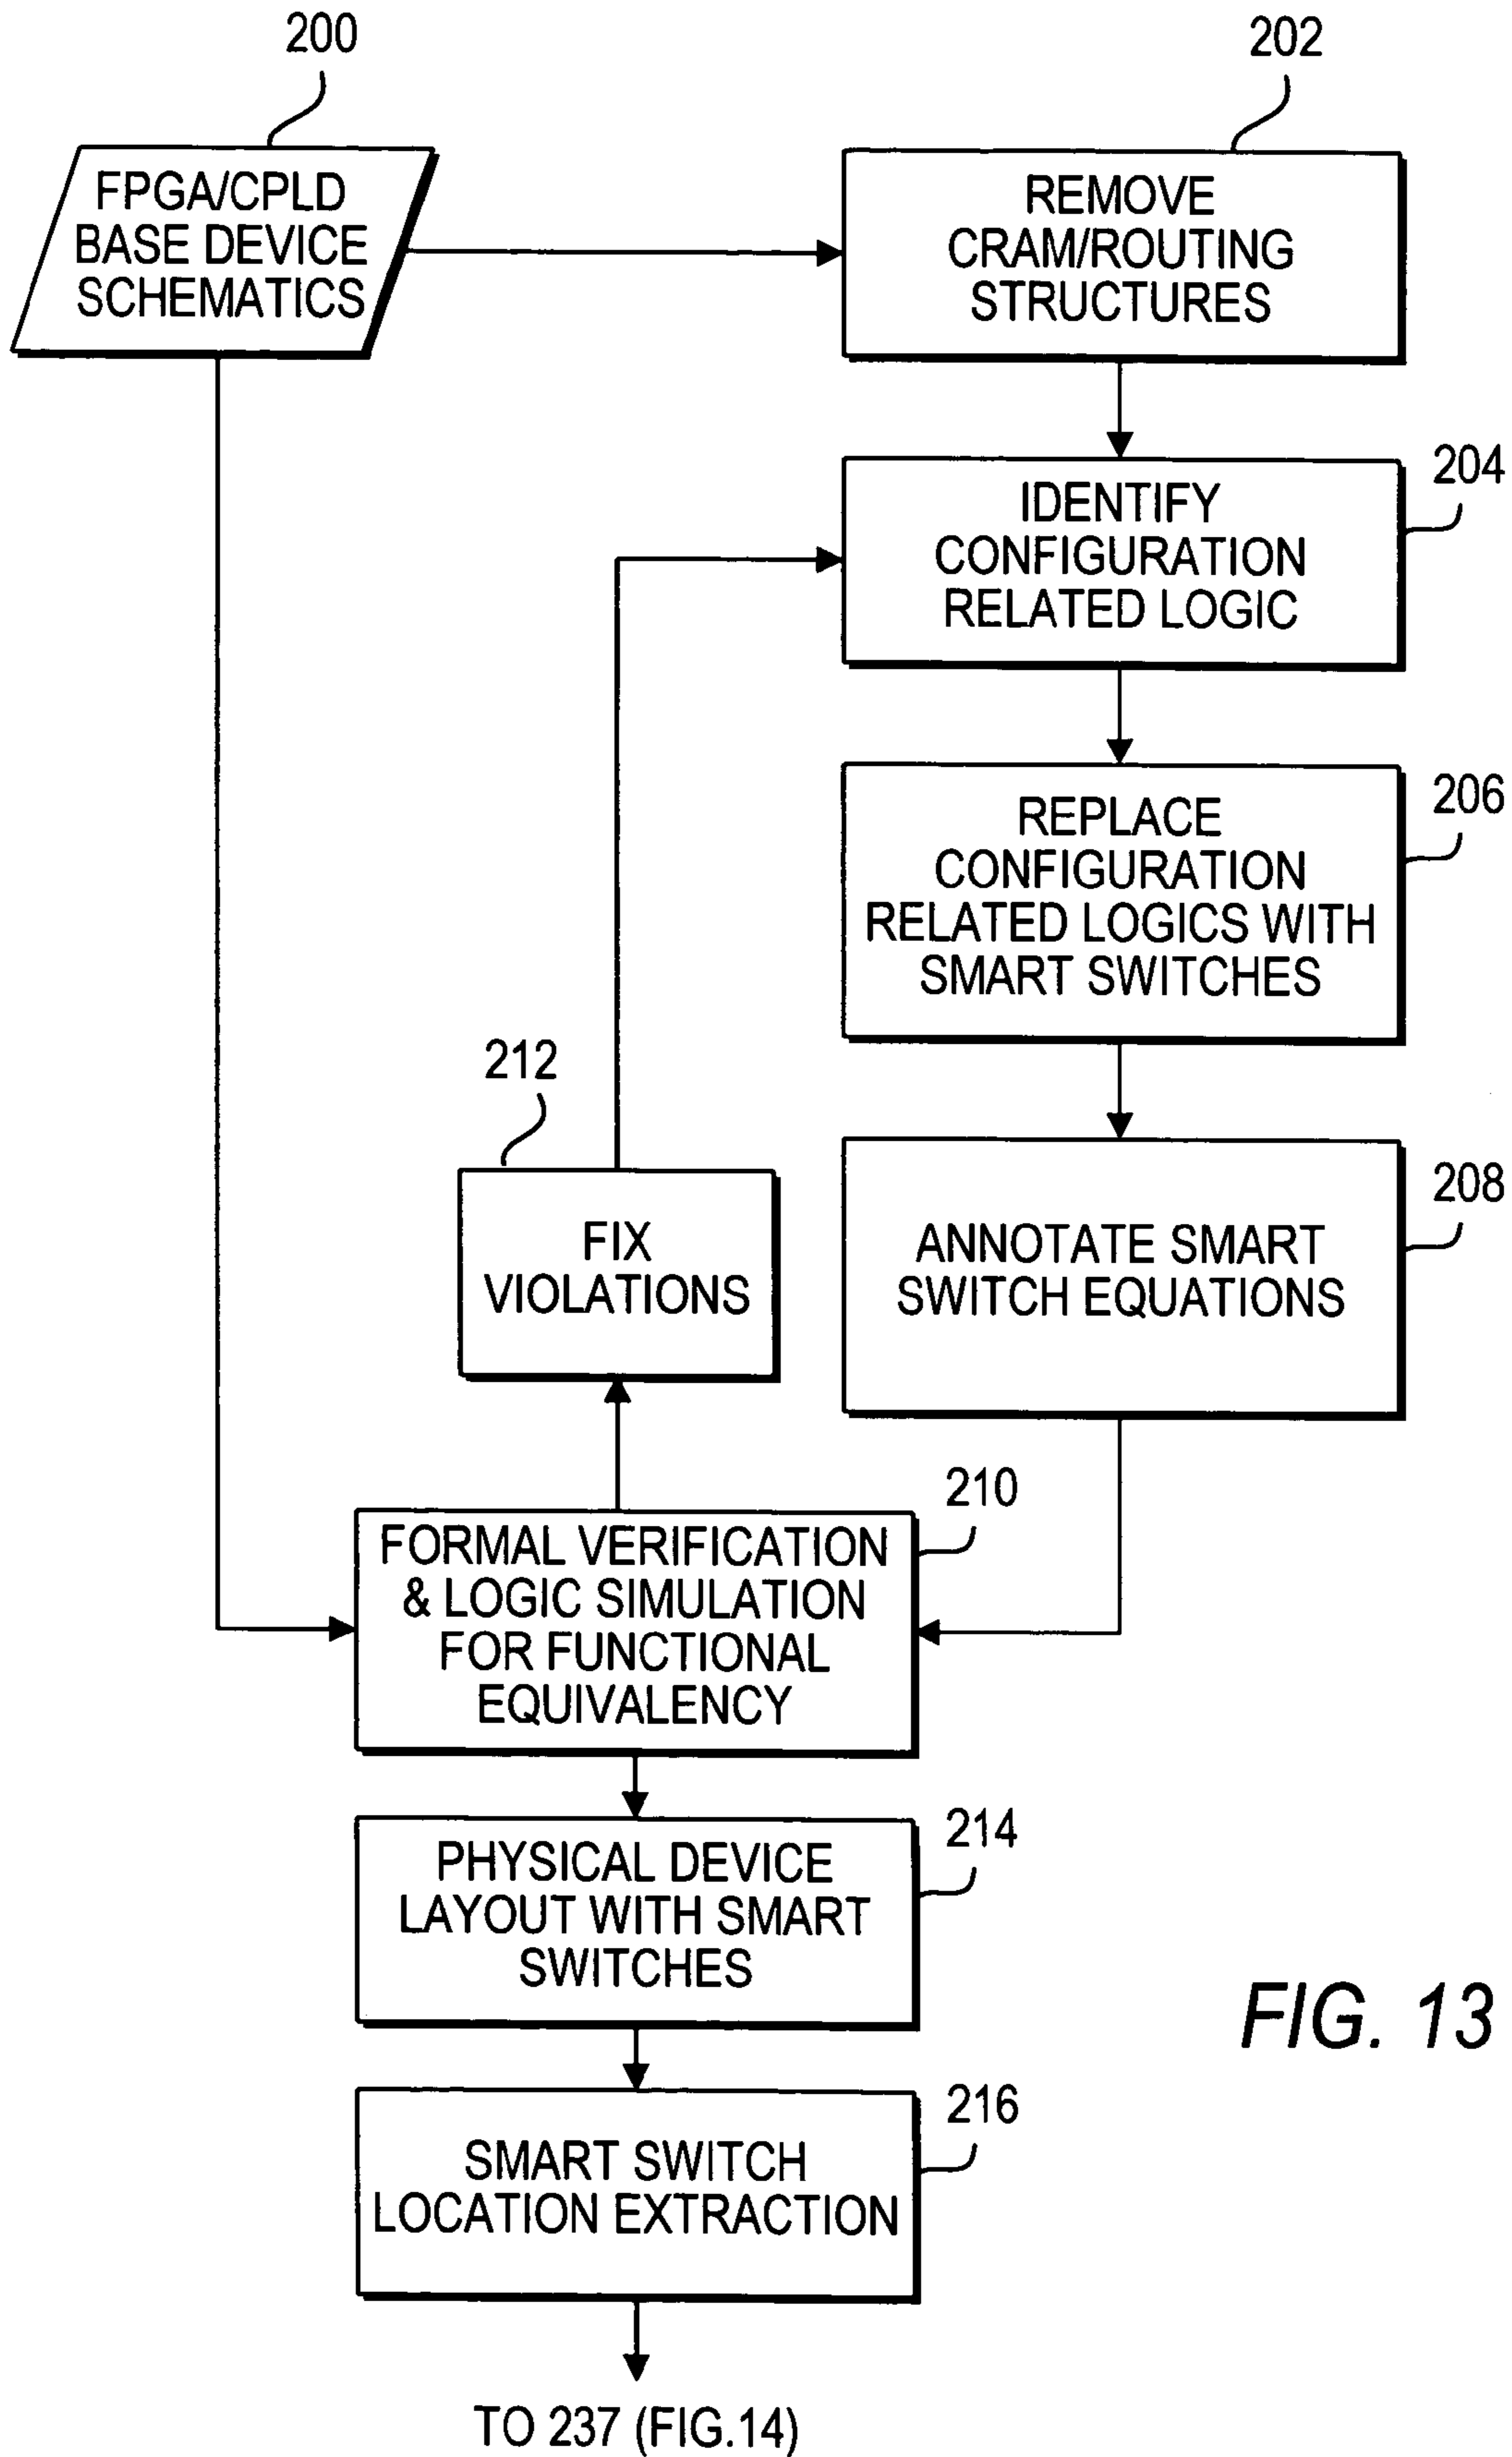 200
202
FPGA/CPLD
BASE DEVICE
SCHEMATICS
REMOVE
CRAM/ROUTING
STRUCTURES
204
IDENTIFY
CONFIGURATION
RELATED LOGIC
206
REPLACE
CONFIGURATION
RELATED LOGICS WITH
SMART SWITCHES
212
FIX
VIOLATIONS
208
ANNOTATE SMART
SWITCH EQUATIONS
210
FORMAL VERIFICATION
& LOGIC SIMULATION
FOR FUNCTIONAL
EQUIVALENCY
214
PHYSICAL DEVICE
LAYOUT WITH SMART
SWITCHES
FIG. 13
216
SMART SWITCH
LOCATION EXTRACTION
TO 237 (FIG.14)